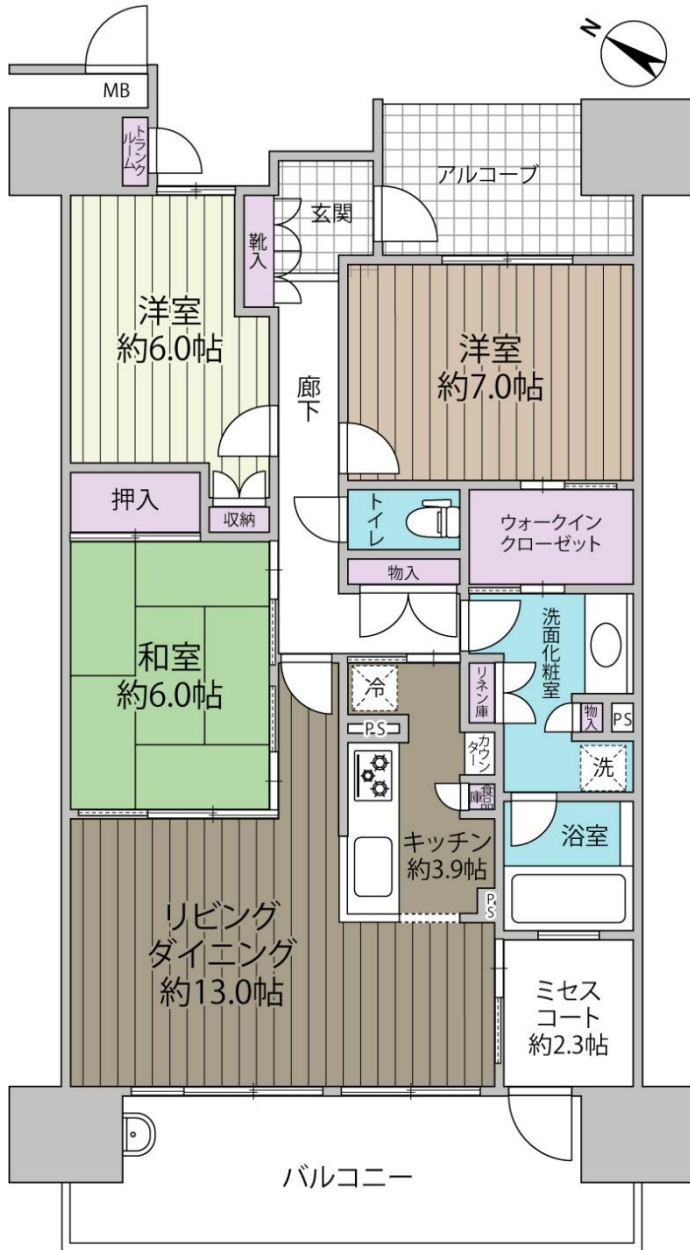 N
MB
トランク
ルーム
アルコーブ
玄関
靴入
洋室
約6.0帖
洋室
約7.0帖
廊下
押入
収納
トイレ
ウォークイン
クローゼット
物入
洗面化粧室
和室
約6.0帖
冷
リネン庫
物入
PS
PS
カウン
ター
洗
食品
庫
キッチン
約3.9帖
浴室
PS
リビング
ダイニング
約13.0帖
ミセス
コート
約2.3帖
バルコニー